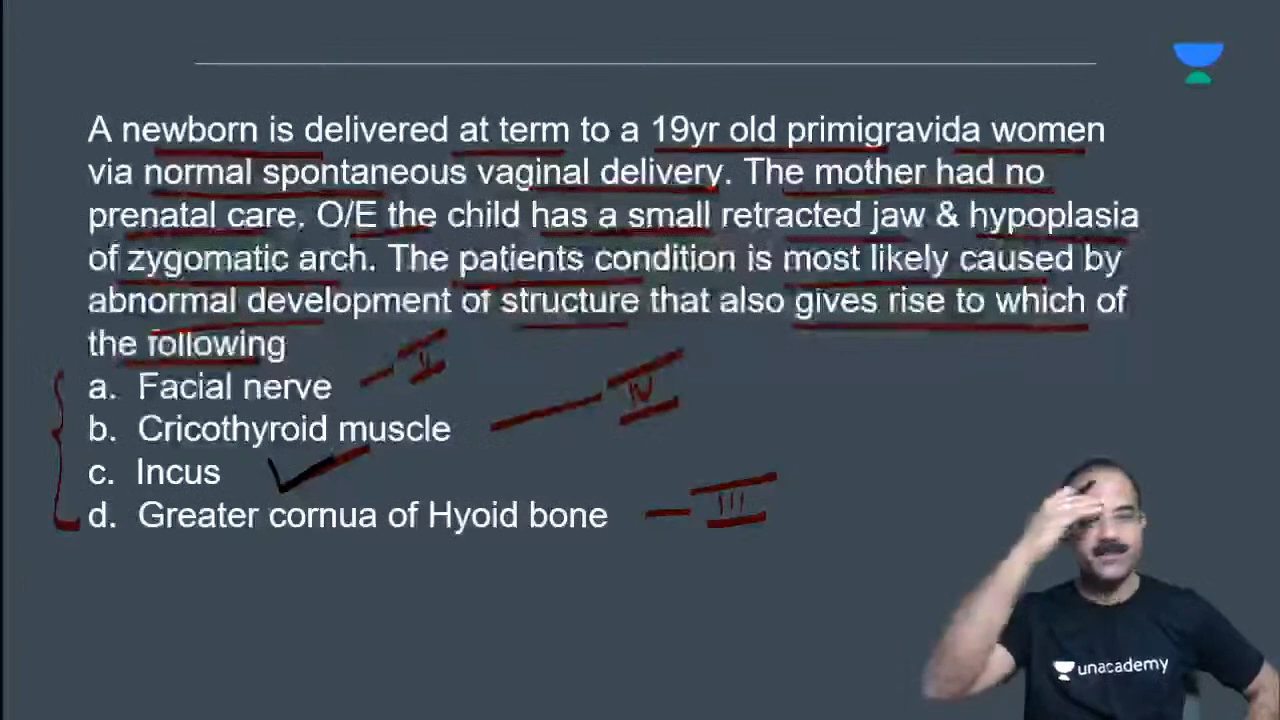 A newborn is delivered at term to a 19yr old primigravida women
via normal spontaneous vaginal delivery. The mother had no
prenatal care, O/E the child has a small retracted jaw & hypoplasia
of zygomatic arch. The patients condition is most likely caused by
abnormal development of structure that also gives rise to which of
the following
a. Facial nerve — II
b. Cricothyroid muscle — IV
c. Incus
d. Greater cornua of Hyoid bone — III
unacademy